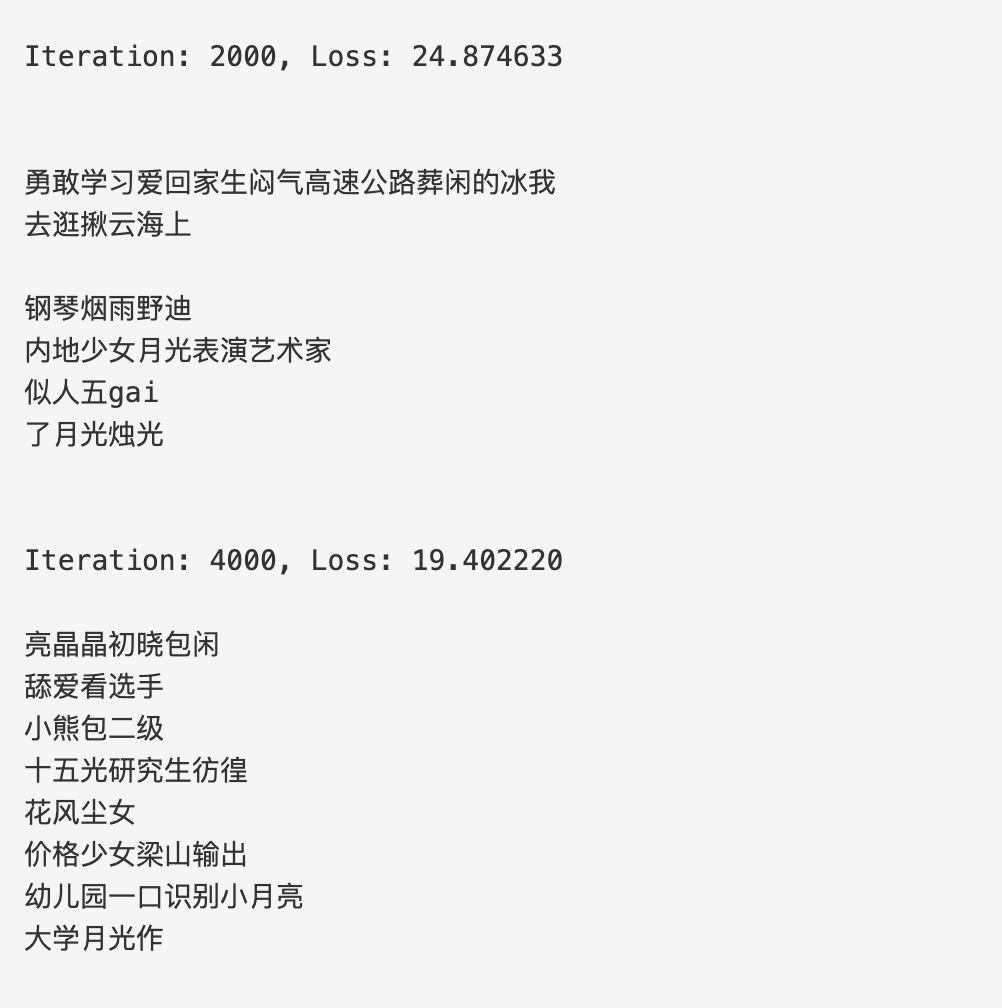 Iteration: 2000, Loss: 24.874633
勇敢学习爱回家生闷气高速公路葬闲的冰我
去逛揪云海上
钢琴烟雨野迪
内地少女月光表演艺术家
似人五gai
了月光烛光
Iteration: 4000, Loss: 19.402220
亮晶晶初晓包闲
舔爱看选手
小熊包二级
十五光研究生彷徨
花风尘女
价格少女梁山输出
幼儿园一口识别小月亮
大学月光作